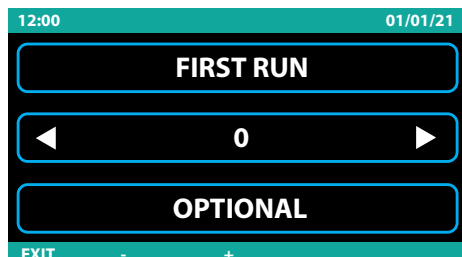 12:00 01/01/21
FIRST RUN
0
OPTIONAL
EXIT - +